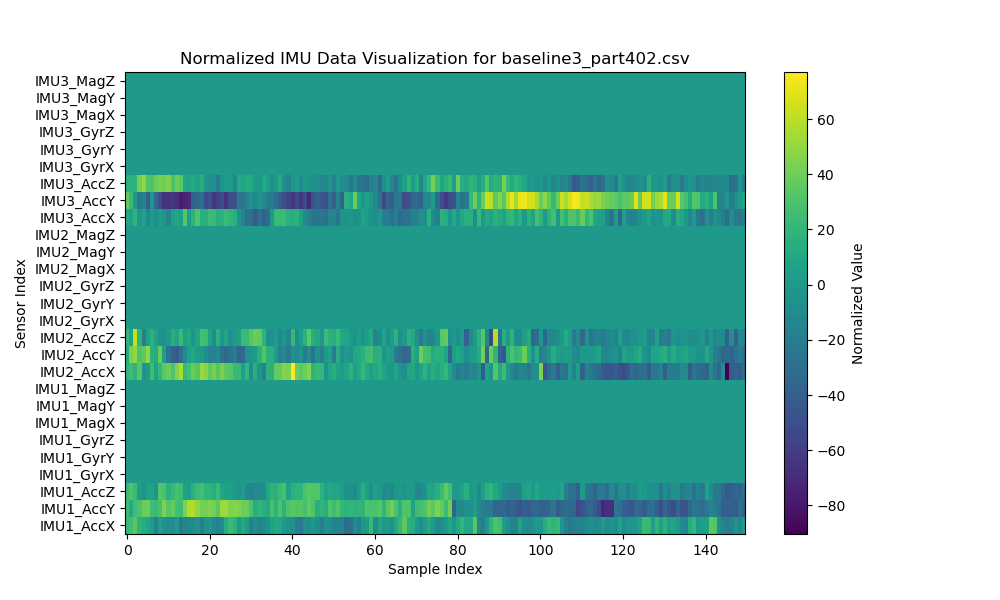 Normalized IMU Data Visualization for baseline3_part402.csv
IMU3_MagZ
IMU3_MagY
IMU3_MagX
IMU3_GyrZ
IMU3_GyrY
IMU3_GyrX
IMU3_AccZ
IMU3_AccY
IMU3_AccX
IMU2_MagZ
IMU2_MagY
IMU2_MagX
IMU2_GyrZ
IMU2_GyrY
IMU2_GyrX
IMU2_AccZ
IMU2_AccY
IMU2_AccX
IMU1_MagZ
IMU1_MagY
IMU1_MagX
IMU1_GyrZ
IMU1_GyrY
IMU1_GyrX
IMU1_AccZ
IMU1_AccY
IMU1_AccX
Sensor Index
0 20 40 60 80 100 120 140
Sample Index
60
40
20
0
−20
−40
−60
−80
Normalized Value